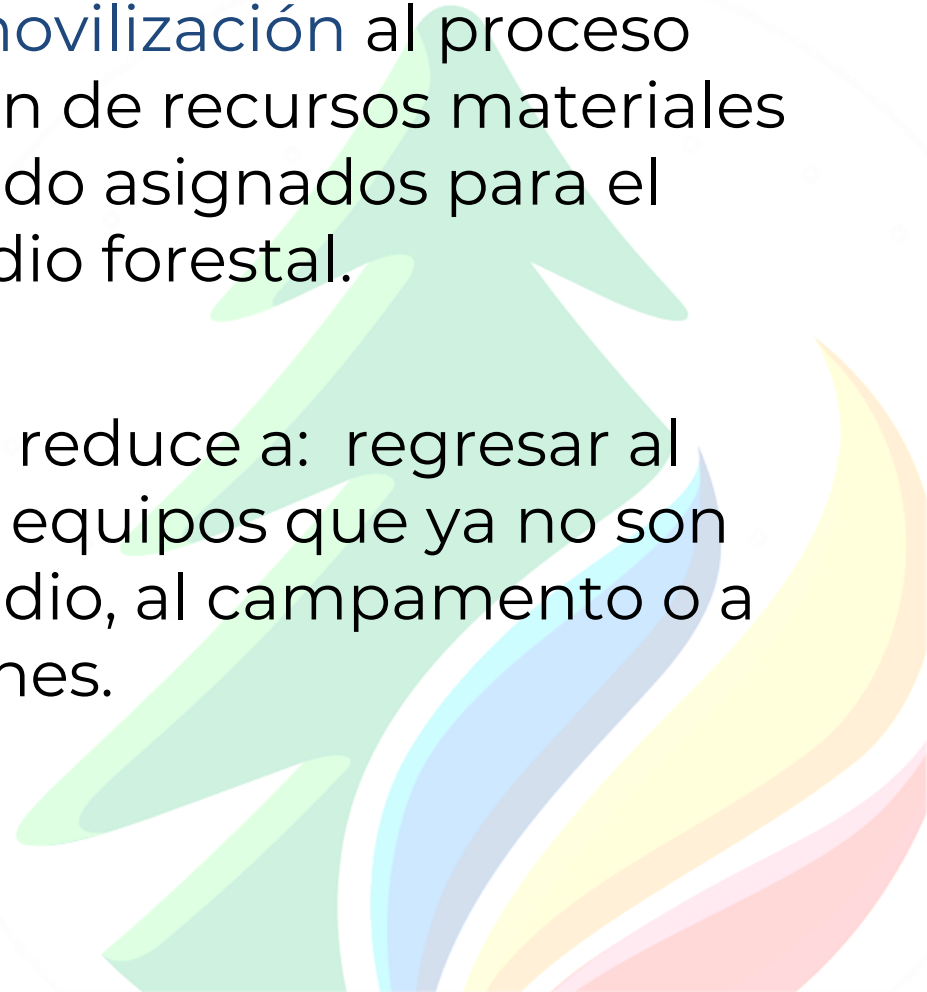 movilización al proceso
n de recursos materiales
do asignados para el
dio forestal.
reduce a: regresar al
equipos que ya no son
dio, al campamento o a
nes.